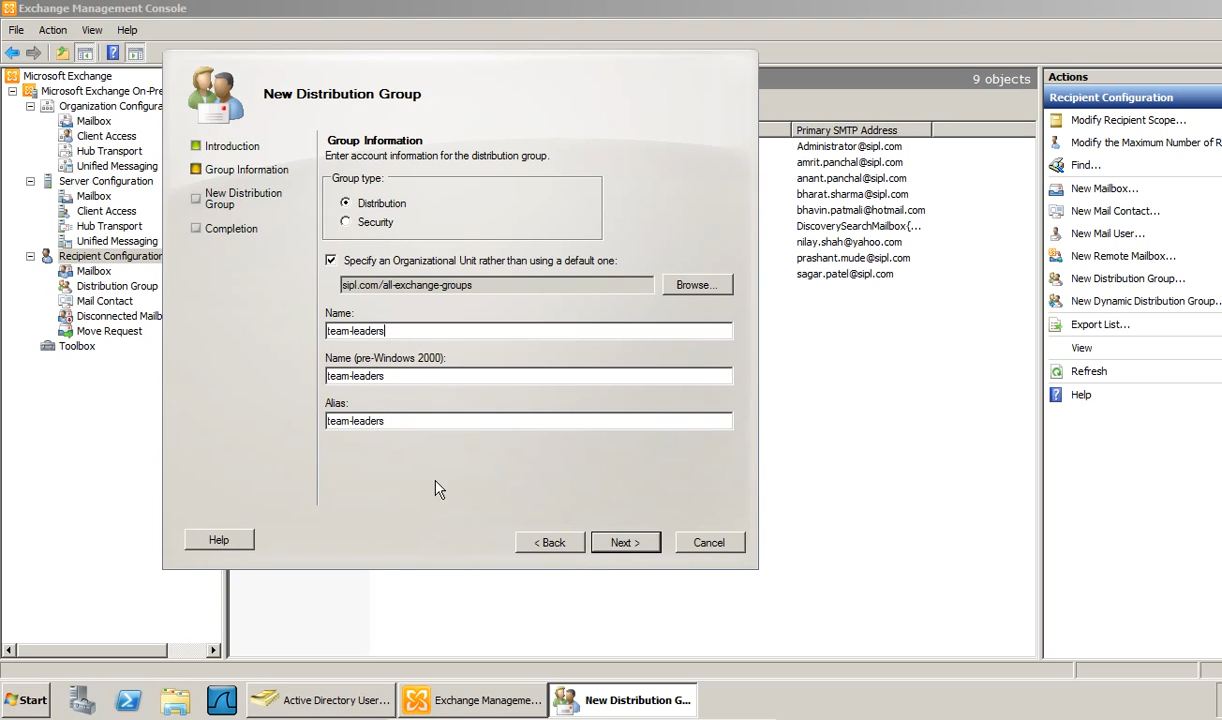 Exchange Management Console
File Action View Help
Microsoft Exchange
Microsoft Exchange On-Pre
Organization Configura
Mailbox
Client Access
Hub Transport
Unified Messaging
Server Configuration
Mailbox
Client Access
Hub Transport
Unified Messaging
Recipient Configuration
Mailbox
Distribution Group
Mail Contact
Disconnected Mailb
Move Request
Toolbox
New Distribution Group
Introduction
Group Information
New Distribution
Group
Completion
Group Information
Enter account information for the distribution group.
Group type:
Distribution
Security
Specify an Organizational Unit rather than using a default one:
sipl.com/all-exchange-groups
Browse...
Name:
team-leaders
Name (pre-Windows 2000):
team-leaders
Alias:
team-leaders
Help
< Back
Next >
Cancel
9 objects
Primary SMTP Address
Administrator@sipl.com
amrit.panchal@sipl.com
anant.panchal@sipl.com
bharat.sharma@sipl.com
bhavin.patmali@hotmail.com
DiscoverySearchMailbox{...
nilay.shah@yahoo.com
prashant.mude@sipl.com
sagar.patel@sipl.com
Actions
Recipient Configuration
Modify Recipient Scope...
Modify the Maximum Number of R
Find...
New Mailbox...
New Mail Contact...
New Mail User...
New Remote Mailbox...
New Distribution Group...
New Dynamic Distribution Group...
Export List...
View
Refresh
Help
Start
Active Directory User...
Exchange Manageme...
New Distribution G...